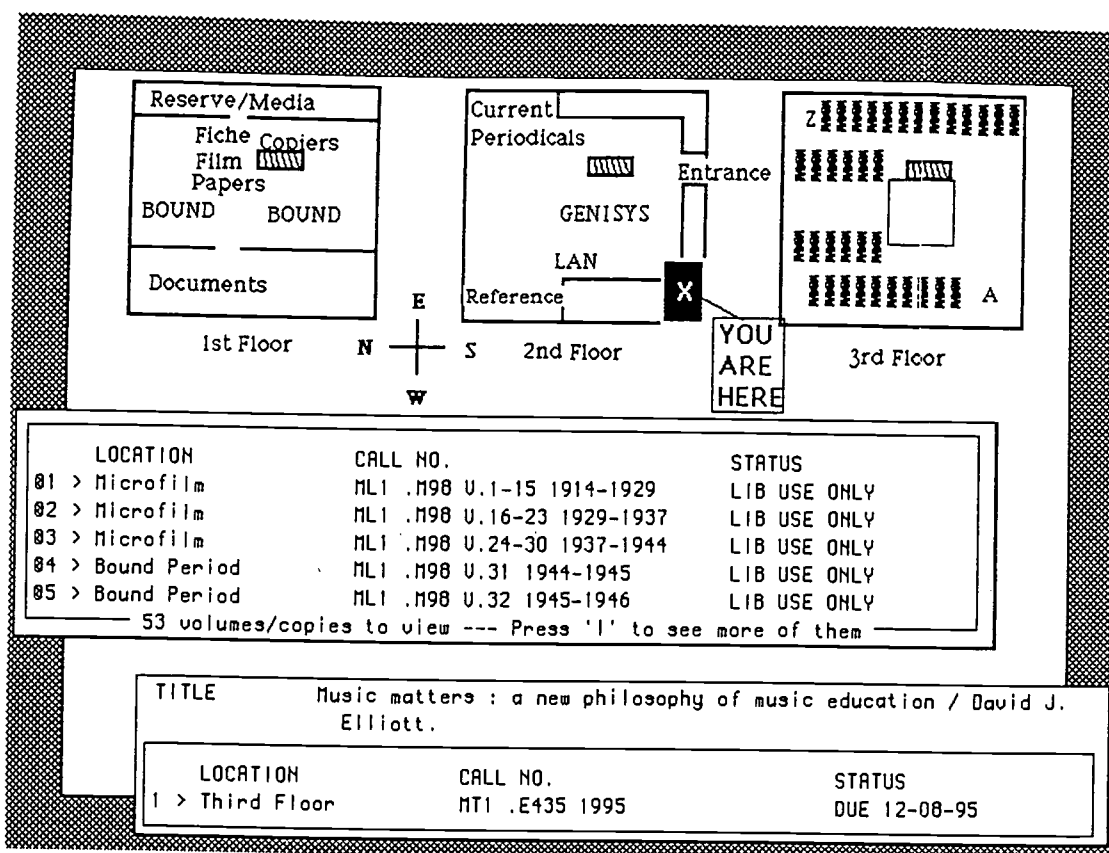 Reserve/Media
Fiche Copiers
Film
Papers
BOUND BOUND
Documents
1st Floor
Current
Periodicals
Entrance
GENISYS
LAN
Reference
X
2nd Floor
YOU
ARE
HERE
Z
A
3rd Floor
E
N S
W
LOCATION CALL NO. STATUS
01 > Microfilm ML1 .M98 V.1-15 1914-1929 LIB USE ONLY
02 > Microfilm ML1 .M98 V.16-23 1929-1937 LIB USE ONLY
03 > Microfilm ML1 .M98 V.24-30 1937-1944 LIB USE ONLY
04 > Bound Period ML1 .M98 V.31 1944-1945 LIB USE ONLY
05 > Bound Period ML1 .M98 V.32 1945-1946 LIB USE ONLY
53 volumes/copies to view --- Press 'l' to see more of them
TITLE Music matters : a new philosophy of music education / David J.
Elliott.
LOCATION CALL NO. STATUS
1 > Third Floor MT1 .E435 1995 DUE 12-08-95